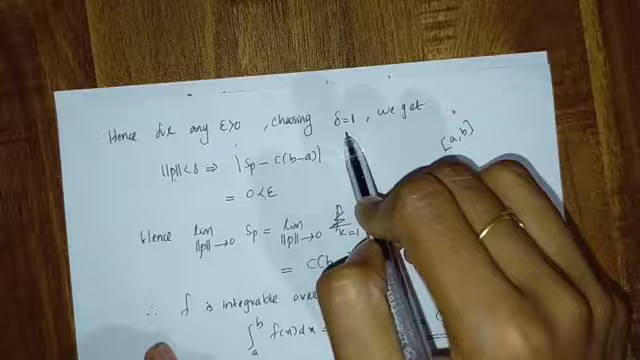 Hence for any ε>0, choosing δ=1, we get
[a,b]
||p||<δ ⇒ |Sp - c(b-a)|
= 0<ε
Hence lim ||p||→0 Sp = lim ||p||→0 Σ k=1
= c(b
∴ f is integrable over
∫ₐᵇ f(x)dx =